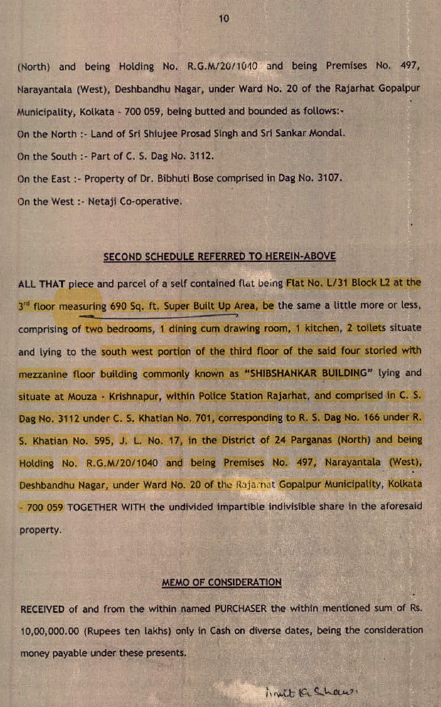 10
(North) and being Holding No. R.G.M/20/1040 and being Premises No. 497,
Narayantala (West), Deshbandhu Nagar, under Ward No. 20 of the Rajarhat Gopalpur
Municipality, Kolkata - 700 059, being butted and bounded as follows:-
On the North :- Land of Sri Shiujee Prosad Singh and Sri Sankar Mondal.
On the South :- Part of C. S. Dag No. 3112.
On the East :- Property of Dr. Bibhuti Bose comprised in Dag No. 3107.
On the West :- Netaji Co-operative.
SECOND SCHEDULE REFERRED TO HEREIN-ABOVE
ALL THAT piece and parcel of a self contained flat being Flat No. L/31 Block L2 at the
3rd floor measuring 690 Sq. ft. Super Built Up Area, be the same a little more or less,
comprising of two bedrooms, 1 dining cum drawing room, 1 kitchen, 2 toilets situate
and lying to the south west portion of the third floor of the said four storied with
mezzanine floor building commonly known as "SHIBSHANKAR BUILDING" lying and
situate at Mouza - Krishnapur, within Police Station Rajarhat, and comprised in C. S.
Dag No. 3112 under C. S. Khatian No. 701, corresponding to R. S. Dag No. 166 under R.
S. Khatian No. 595, J. L. No. 17, in the District of 24 Parganas (North) and being
Holding No. R.G.M/20/1040 and being Premises No. 497, Narayantala (West),
Deshbandhu Nagar, under Ward No. 20 of the Rajarhat Gopalpur Municipality, Kolkata
- 700 059 TOGETHER WITH the undivided impartible indivisible share in the aforesaid
property.
MEMO OF CONSIDERATION
RECEIVED of and from the within named PURCHASER the within mentioned sum of Rs.
10,00,000.00 (Rupees ten lakhs) only in Cash on diverse dates, being the consideration
money payable under these presents.